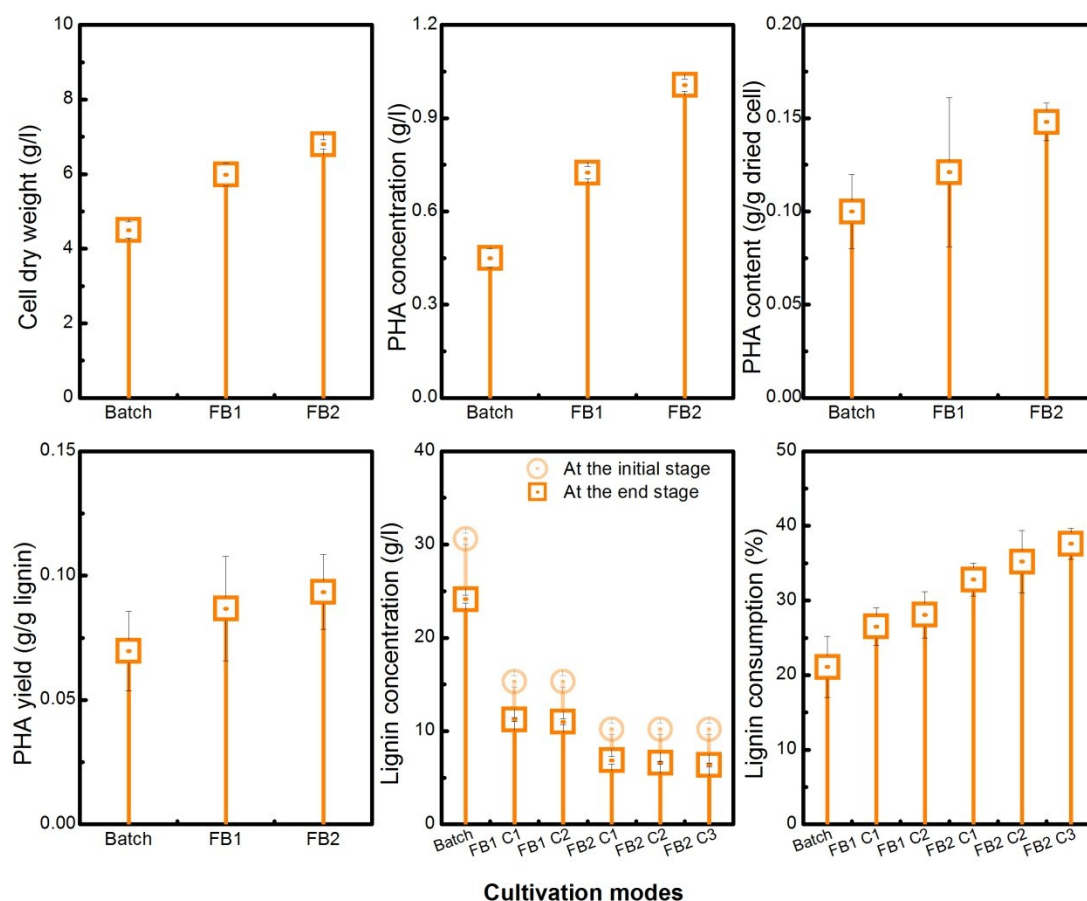 Cell dry weight (g/l)
10
8
6
4
2
0
Batch FB1 FB2
PHA concentration (g/l)
1.2
0.9
0.6
0.3
0.0
Batch FB1 FB2
PHA content (g/g dried cell)
0.20
0.15
0.10
0.05
0.00
Batch FB1 FB2
PHA yield (g/g lignin)
0.15
0.10
0.05
0.00
Batch FB1 FB2
Lignin concentration (g/l)
40
30
20
10
0
At the initial stage
At the end stage
Batch FB1 C1 FB1 C2 FB2 C1 FB2 C2 FB2 C3
Lignin consumption (%)
50
40
30
20
10
0
Batch FB1 C1 FB1 C2 FB2 C1 FB2 C2 FB2 C3
Cultivation modes